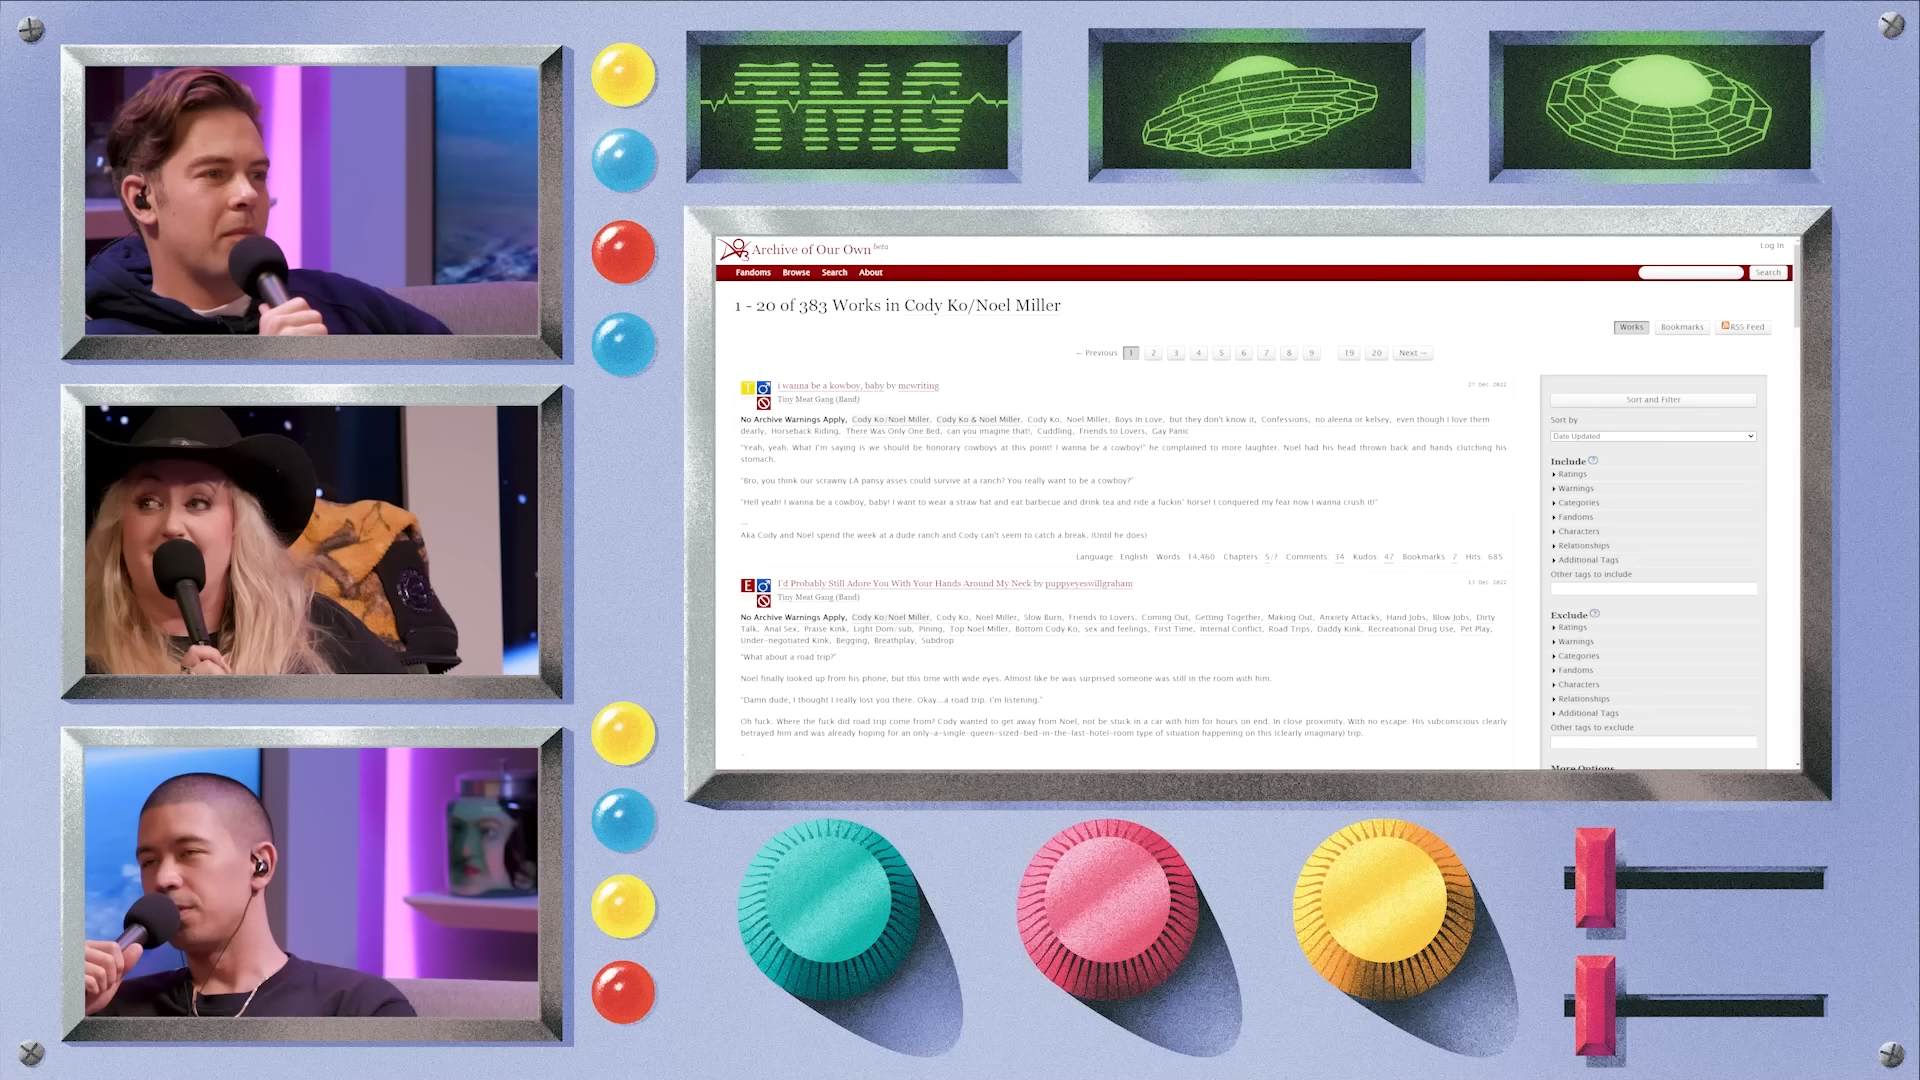 TMG
Archive of Our Own beta
Log In
Fandoms Browse Search About
Search
1 - 20 of 383 Works in Cody Ko/Noel Miller
Works Bookmarks RSS Feed
← Previous 1 2 3 4 5 6 7 8 9 19 20 Next →
i wanna be a kowboy, baby by mcwriting
27 Dec 2022
Tiny Meat Gang (Band)
No Archive Warnings Apply, Cody Ko/Noel Miller, Cody Ko & Noel Miller, Cody Ko, Noel Miller, Boys In Love, but they don't know it, Confessions, no aleena or kelsey, even though I love them
dearly, Horseback Riding, There Was Only One Bed, can you imagine that!, Cuddling, Friends to Lovers, Gay Panic
"Yeah, yeah. What I'm saying is we should be honorary cowboys at this point! I wanna be a cowboy!" he complained to more laughter. Noel had his head thrown back and hands clutching his
stomach.
"Bro, you think our scrawny LA pansy asses could survive at a ranch? You really want to be a cowboy?"
"Hell yeah! I wanna be a cowboy, baby! I want to wear a straw hat and eat barbecue and drink tea and ride a fuckin' horse! I conquered my fear now I wanna crush it!"
...
Aka Cody and Noel spend the week at a dude ranch and Cody can't seem to catch a break. (Until he does)
Language English Words 14,460 Chapters 5/? Comments 34 Kudos 47 Bookmarks 7 Hits 685
E I'd Probably Still Adore You With Your Hands Around My Neck by puppyeyeswillgraham
13 Dec 2022
Tiny Meat Gang (Band)
No Archive Warnings Apply, Cody Ko/Noel Miller, Cody Ko, Noel Miller, Slow Burn, Friends to Lovers, Coming Out, Getting Together, Making Out, Anxiety Attacks, Hand Jobs, Blow Jobs, Dirty
Talk, Anal Sex, Praise Kink, Light Dom/sub, Pining, Top Noel Miller, Bottom Cody Ko, sex and feelings, First Time, Internal Conflict, Road Trips, Daddy Kink, Recreational Drug Use, Pet Play,
Under-negotiated Kink, Begging, Breathplay, Subdrop
"What about a road trip?"
Noel finally looked up from his phone, but this time with wide eyes. Almost like he was surprised someone was still in the room with him.
"Damn dude, I thought I really lost you there. Okay...a road trip. I'm listening."
Oh fuck. Where the fuck did road trip come from? Cody wanted to get away from Noel, not be stuck in a car with him for hours on end. In close proximity. With no escape. His subconscious clearly
betrayed him and was already hoping for an only-a-single-queen-sized-bed-in-the-last-hotel-room type of situation happening on this (clearly imaginary) trip.
Sort and Filter
Sort by
Date Updated
Include ?
Ratings
Warnings
Categories
Fandoms
Characters
Relationships
Additional Tags
Other tags to include
Exclude ?
Ratings
Warnings
Categories
Fandoms
Characters
Relationships
Additional Tags
Other tags to exclude
More Options